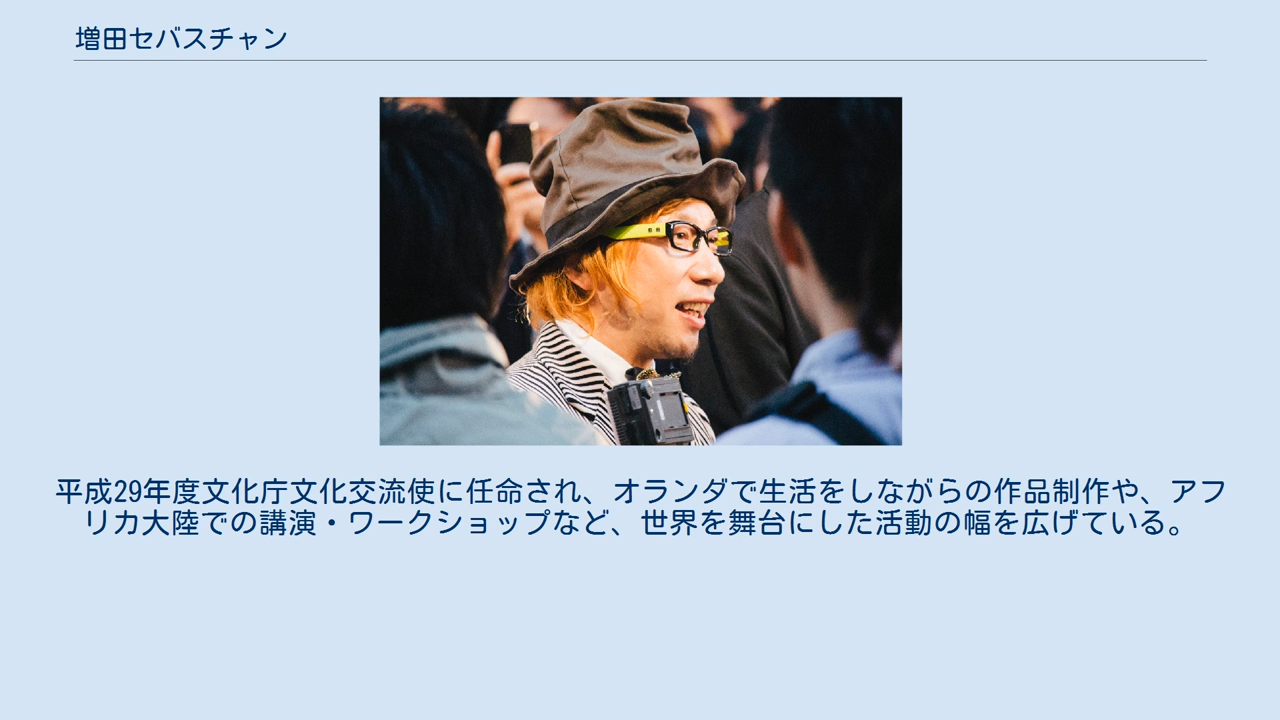 増田セバスチャン
平成29年度文化庁文化交流使に任命され、オランダで生活をしながらの作品制作や、アフ
リカ大陸での講演・ワークショップなど、世界を舞台にした活動の幅を広げている。